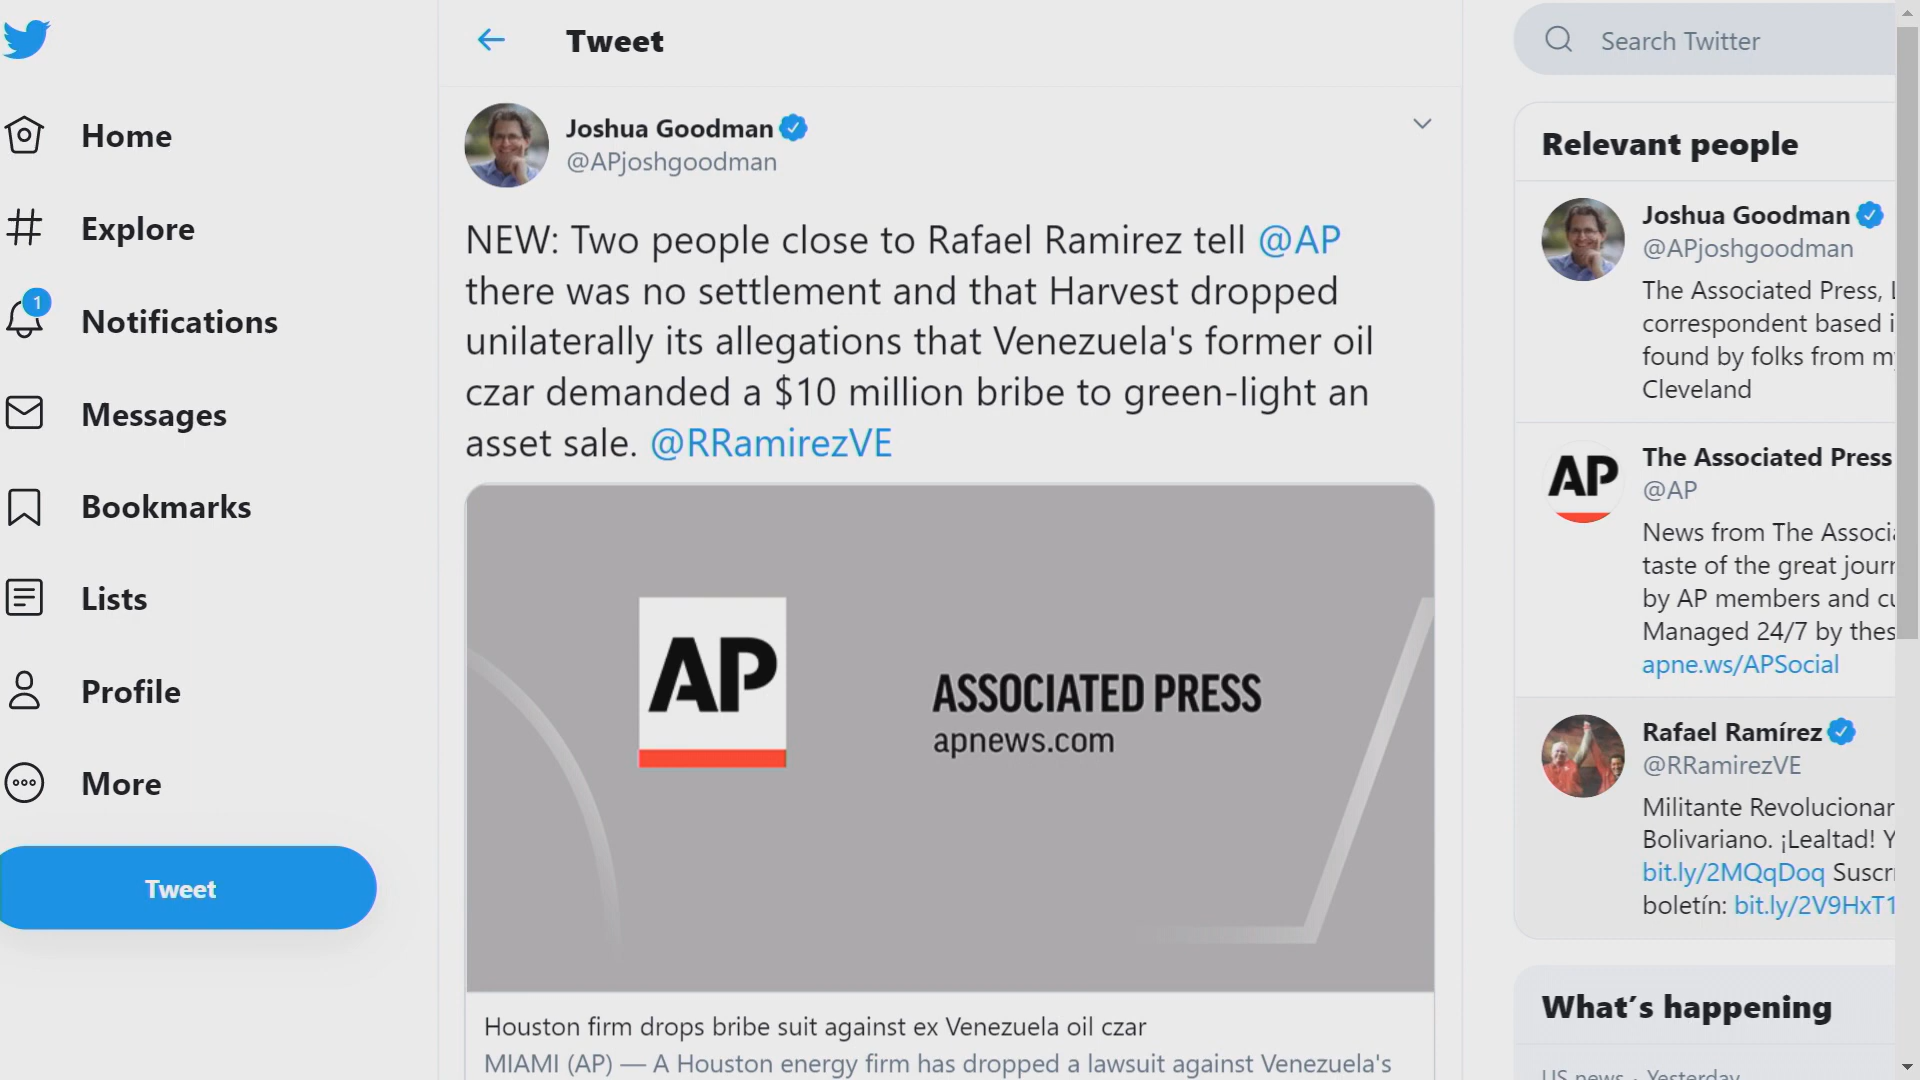 Tweet
Search Twitter
Home
Explore
1
Notifications
Messages
Bookmarks
Lists
Profile
More
Tweet
Joshua Goodman
@APjoshgoodman
NEW: Two people close to Rafael Ramirez tell @AP
there was no settlement and that Harvest dropped
unilaterally its allegations that Venezuela's former oil
czar demanded a $10 million bribe to green-light an
asset sale. @RRamirezVE
AP
ASSOCIATED PRESS
apnews.com
Houston firm drops bribe suit against ex Venezuela oil czar
MIAMI (AP) — A Houston energy firm has dropped a lawsuit against Venezuela's
Relevant people
Joshua Goodman
@APjoshgoodman
The Associated Press,
correspondent based
found by folks from
Cleveland
AP
The Associated Press
@AP
News from The
taste of the great
by AP members and
Managed 24/7 by
apne.ws/APSocial
Rafael Ramírez
@RRamirezVE
Militante
Bolivariano. ¡Lealtad!
bit.ly/2MQqDoq
boletín: bit.ly/2V9HxT1
What's happening
US news · Yesterday